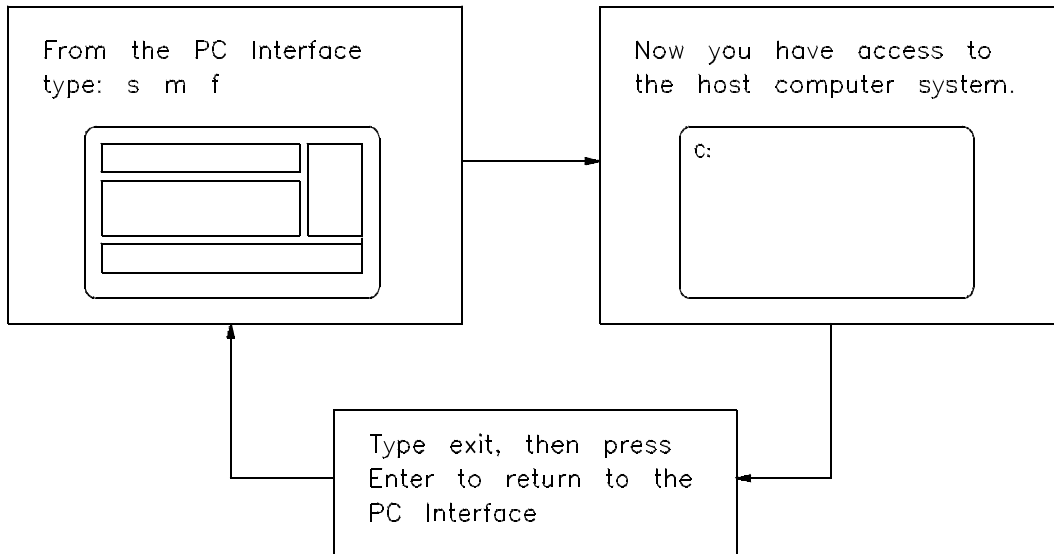 From the PC Interface
type: s m f
Now you have access to
the host computer system.
C:
Type exit, then press
Enter to return to the
PC Interface